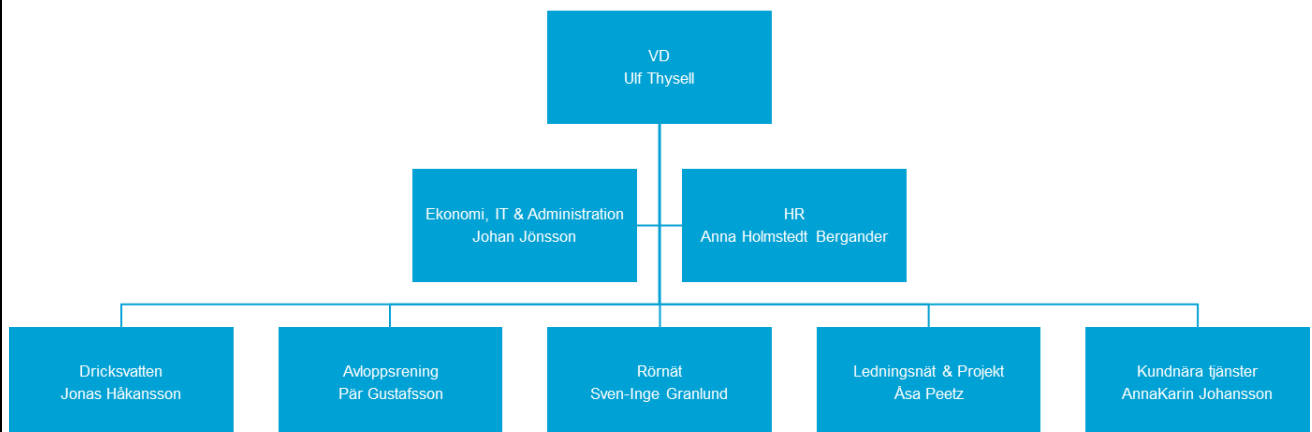 VD
Ulf Thysell
Ekonomi, IT & Administration
Johan Jönsson
HR
Anna Holmstedt Bergander
Dricksvatten
Jonas Håkansson
Avloppsrening
Pär Gustafsson
Rörnät
Sven-Inge Granlund
Ledningsnät & Projekt
Åsa Peetz
Kundnära tjänster
AnnaKarin Johansson